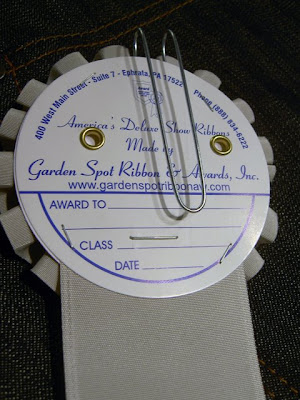 400 West Main Street - Suite 7 - Ephrata, PA 17522
Phone (888) 834-6222
America's Deluxe Show Ribbons
Made by
Garden Spot Ribbon & Awards, Inc.
www.gardenspotribbonaw.com
AWARD TO
CLASS
DATE